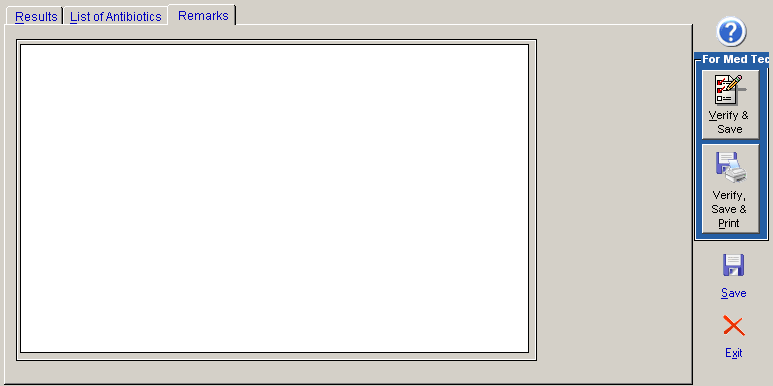 Results List of Antibiotics Remarks
?
For Med Tec
Verify &
Save
Verify,
Save &
Print
Save
Exit